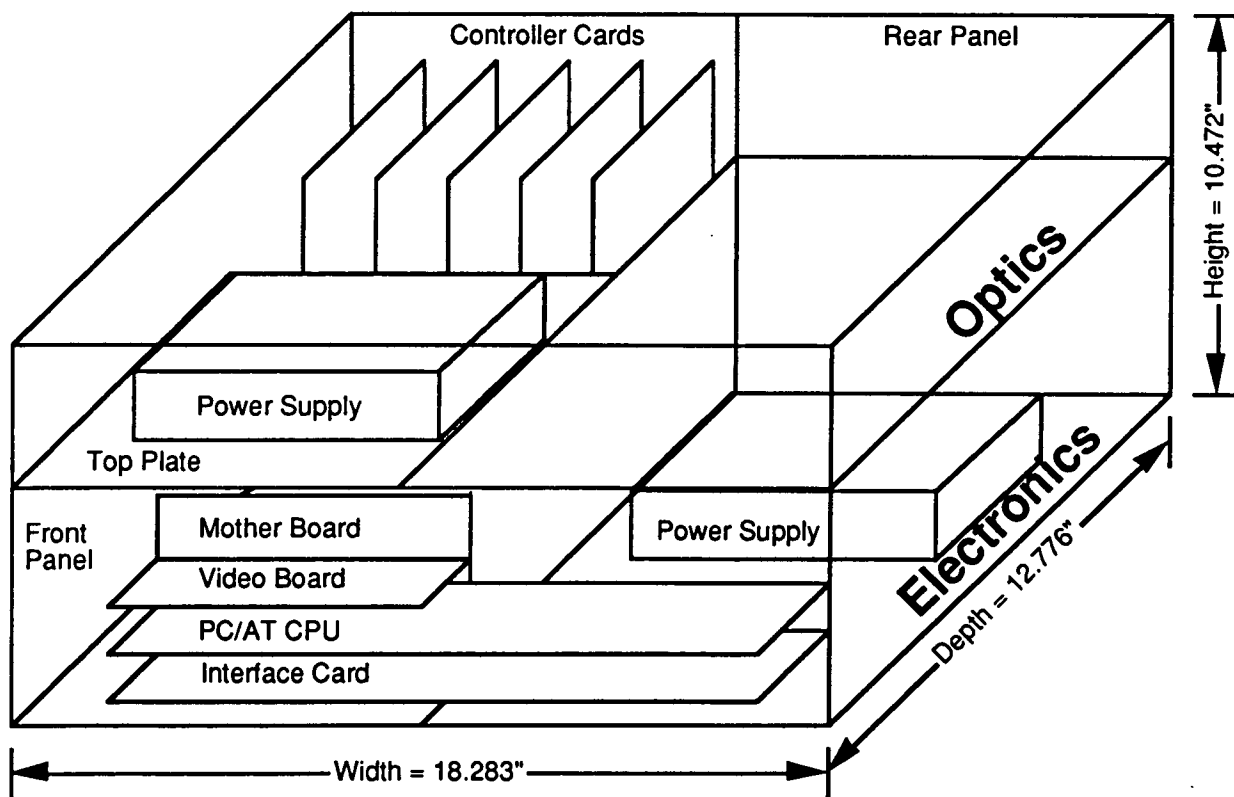 Controller Cards
Rear Panel
Height = 10.472"
Optics
Power Supply
Top Plate
Front
Panel
Mother Board
Power Supply
Video Board
Electronics
PC/AT CPU
Depth = 12.776"
Interface Card
Width = 18.283"